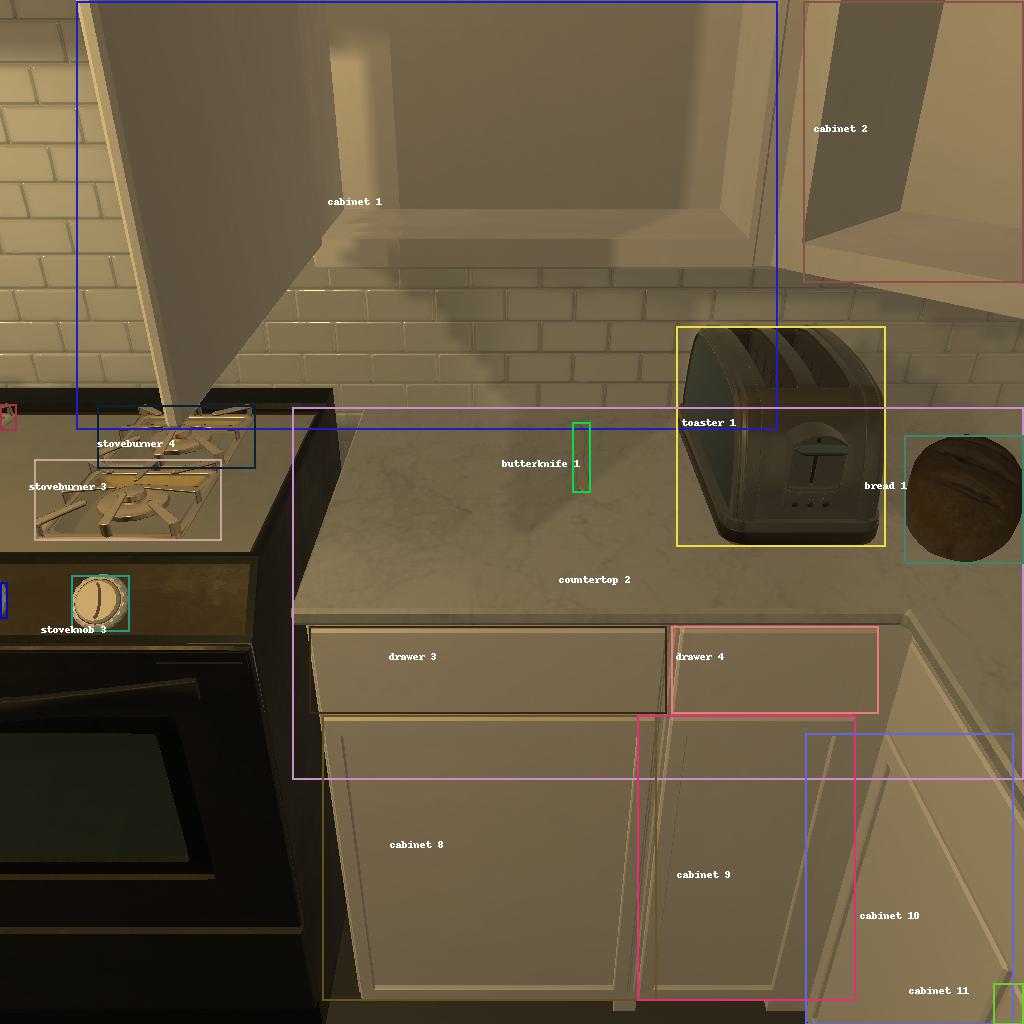 cabinet 2
cabinet 1
toaster 1
stoveburner 4
butterknife 1
stoveburner 3
bread 1
countertop 2
stoveknob 3
drawer 3
drawer 4
cabinet 8
cabinet 9
cabinet 10
cabinet 11